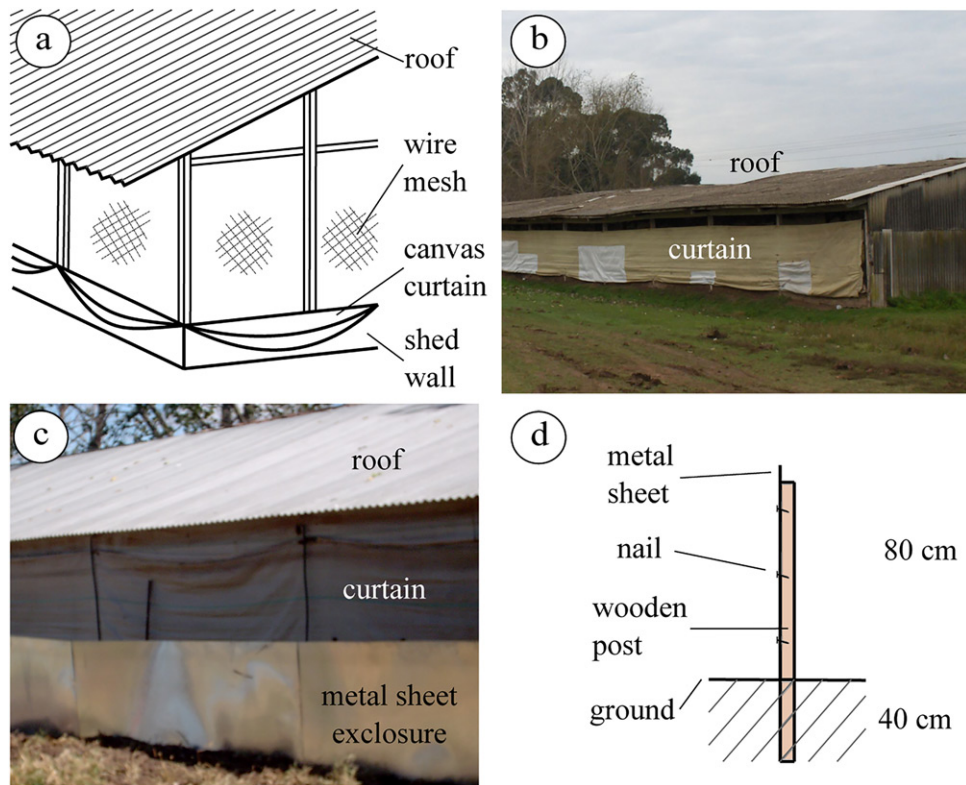 a
roof
wire
mesh
canvas
curtain
shed
wall
b
roof
curtain
c
roof
curtain
metal sheet
exclosure
d
metal
sheet
nail
wooden
post
ground
80 cm
40 cm